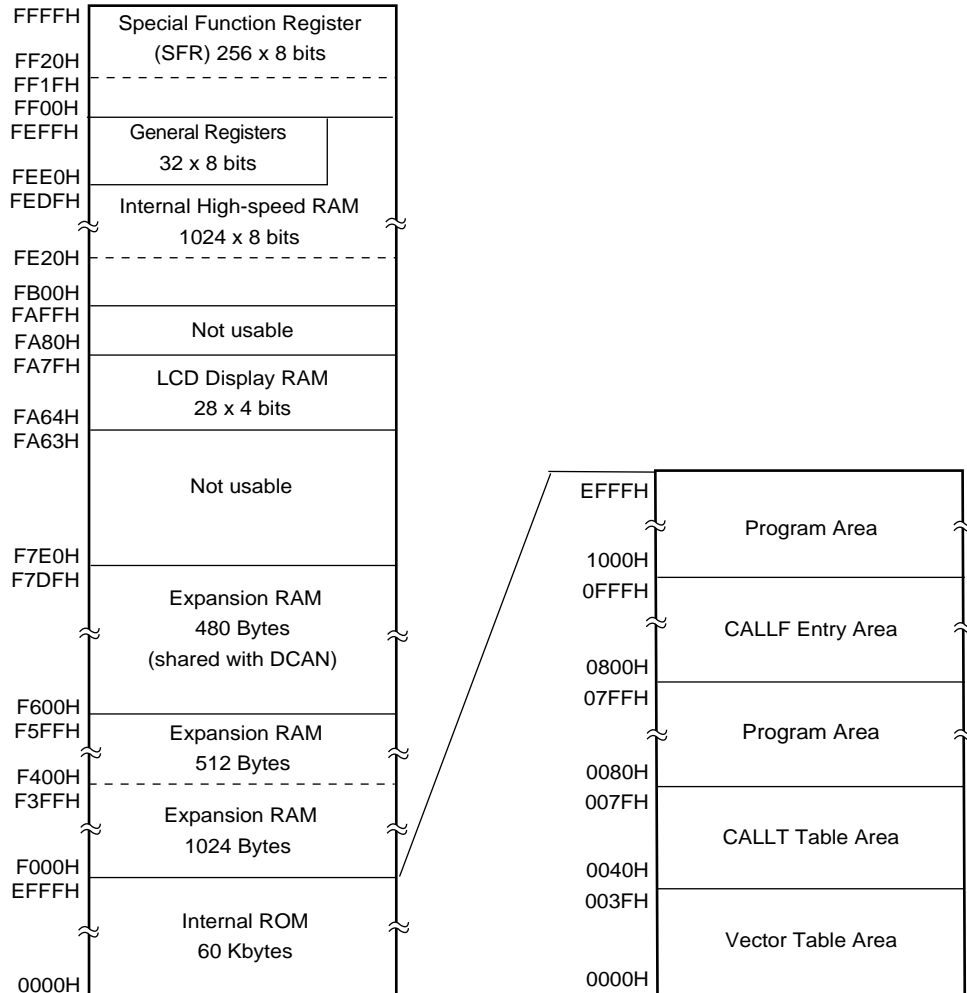 FFFFH
Special Function Register
(SFR) 256 x 8 bits
FF20H
FF1FH
FF00H
FEFFH
General Registers
32 x 8 bits
FEE0H
FEDFH
Internal High-speed RAM
1024 x 8 bits
FE20H
FB00H
FAFFH
Not usable
FA80H
FA7FH
LCD Display RAM
28 x 4 bits
FA64H
FA63H
Not usable
F7E0H
F7DFH
Expansion RAM
480 Bytes
(shared with DCAN)
F600H
F5FFH
Expansion RAM
512 Bytes
F400H
F3FFH
Expansion RAM
1024 Bytes
F000H
EFFFH
Internal ROM
60 Kbytes
0000H
EFFFH
Program Area
1000H
0FFFH
CALLF Entry Area
0800H
07FFH
Program Area
0080H
007FH
CALLT Table Area
0040H
003FH
Vector Table Area
0000H